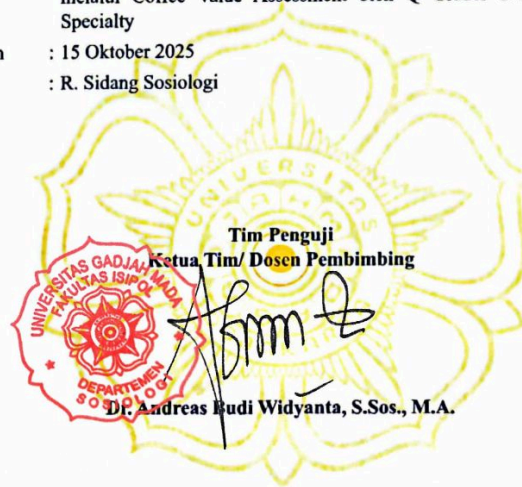 Specialty
n : 15 Oktober 2025
: R. Sidang Sosiologi
UNIVERSITAS
Tim Penguji
Ketua Tim/ Dosen Pembimbing
UNIVERSITAS GADJAH MADA
FAKULTAS ISIPOL
DEPARTEMEN
SOSIOLOGI
Dr. Andreas Budi Widyanta, S.Sos., M.A.